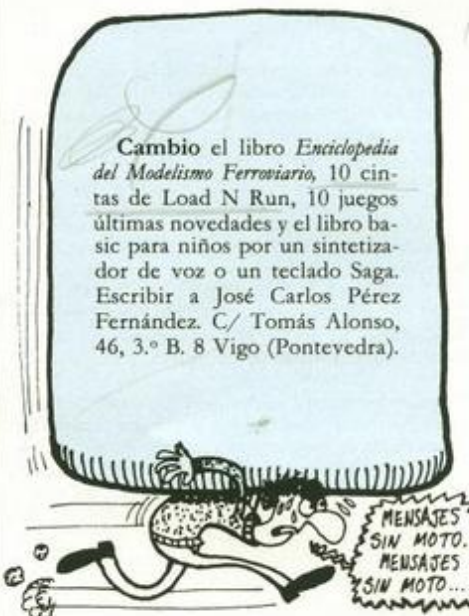 Cambio el libro Enciclopedia
del Modelismo Ferroviario, 10 cin-
tas de Load N Run, 10 juegos
últimas novedades y el libro ba-
sic para niños por un sintetiza-
dor de voz o un teclado Saga.
Escribir a José Carlos Pérez
Fernández. C/ Tomás Alonso,
46, 3.º B. 8 Vigo (Pontevedra).
MENSAJES
SIN MOTO.
MENSAJES
SIN MOTO...